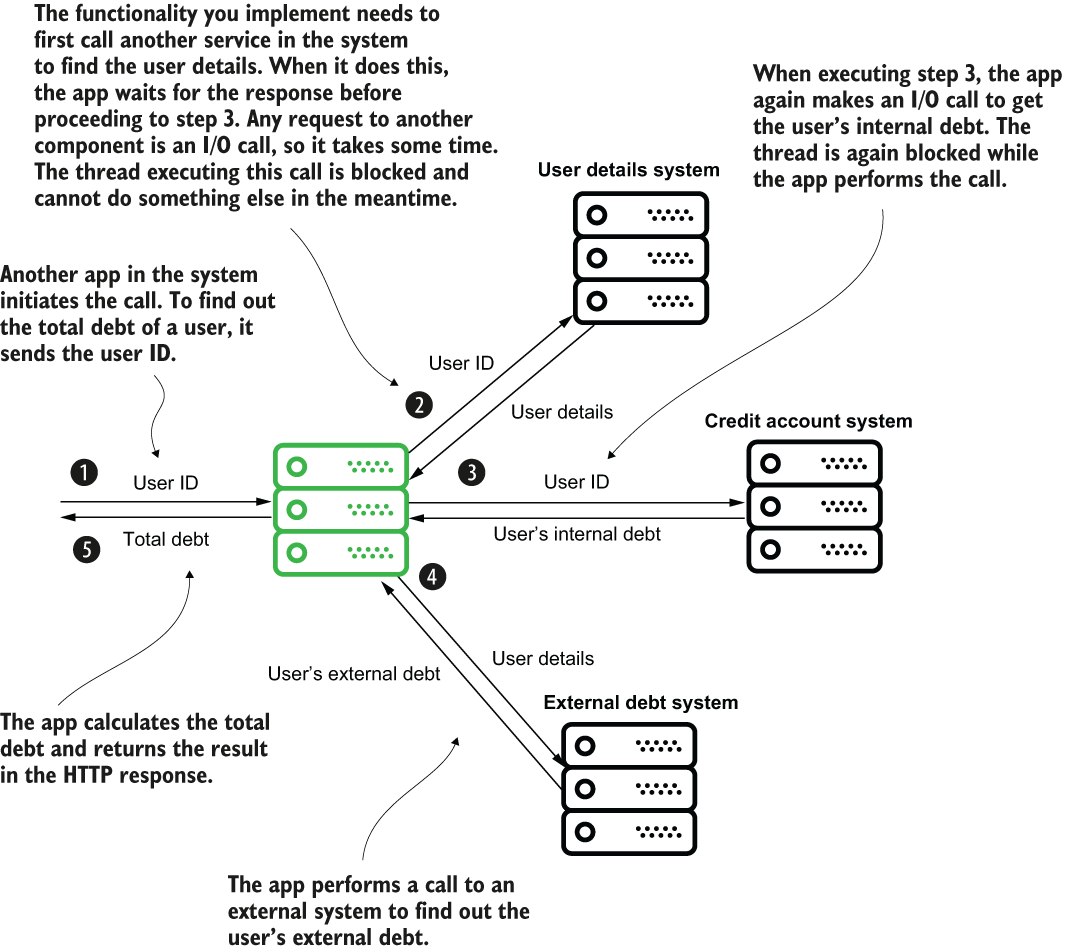 The functionality you implement needs to
first call another service in the system
to find the user details. When it does this,
the app waits for the response before
proceeding to step 3. Any request to another
component is an I/O call, so it takes some time.
The thread executing this call is blocked and
cannot do something else in the meantime.
When executing step 3, the app
again makes an I/O call to get
the user's internal debt. The
thread is again blocked while
the app performs the call.
User details system
Another app in the system
initiates the call. To find out
the total debt of a user, it
sends the user ID.
User ID
2
User details
Credit account system
1
User ID
3
User ID
User's internal debt
5
Total debt
4
User details
User's external debt
External debt system
The app calculates the total
debt and returns the result
in the HTTP response.
The app performs a call to an
external system to find out the
user's external debt.